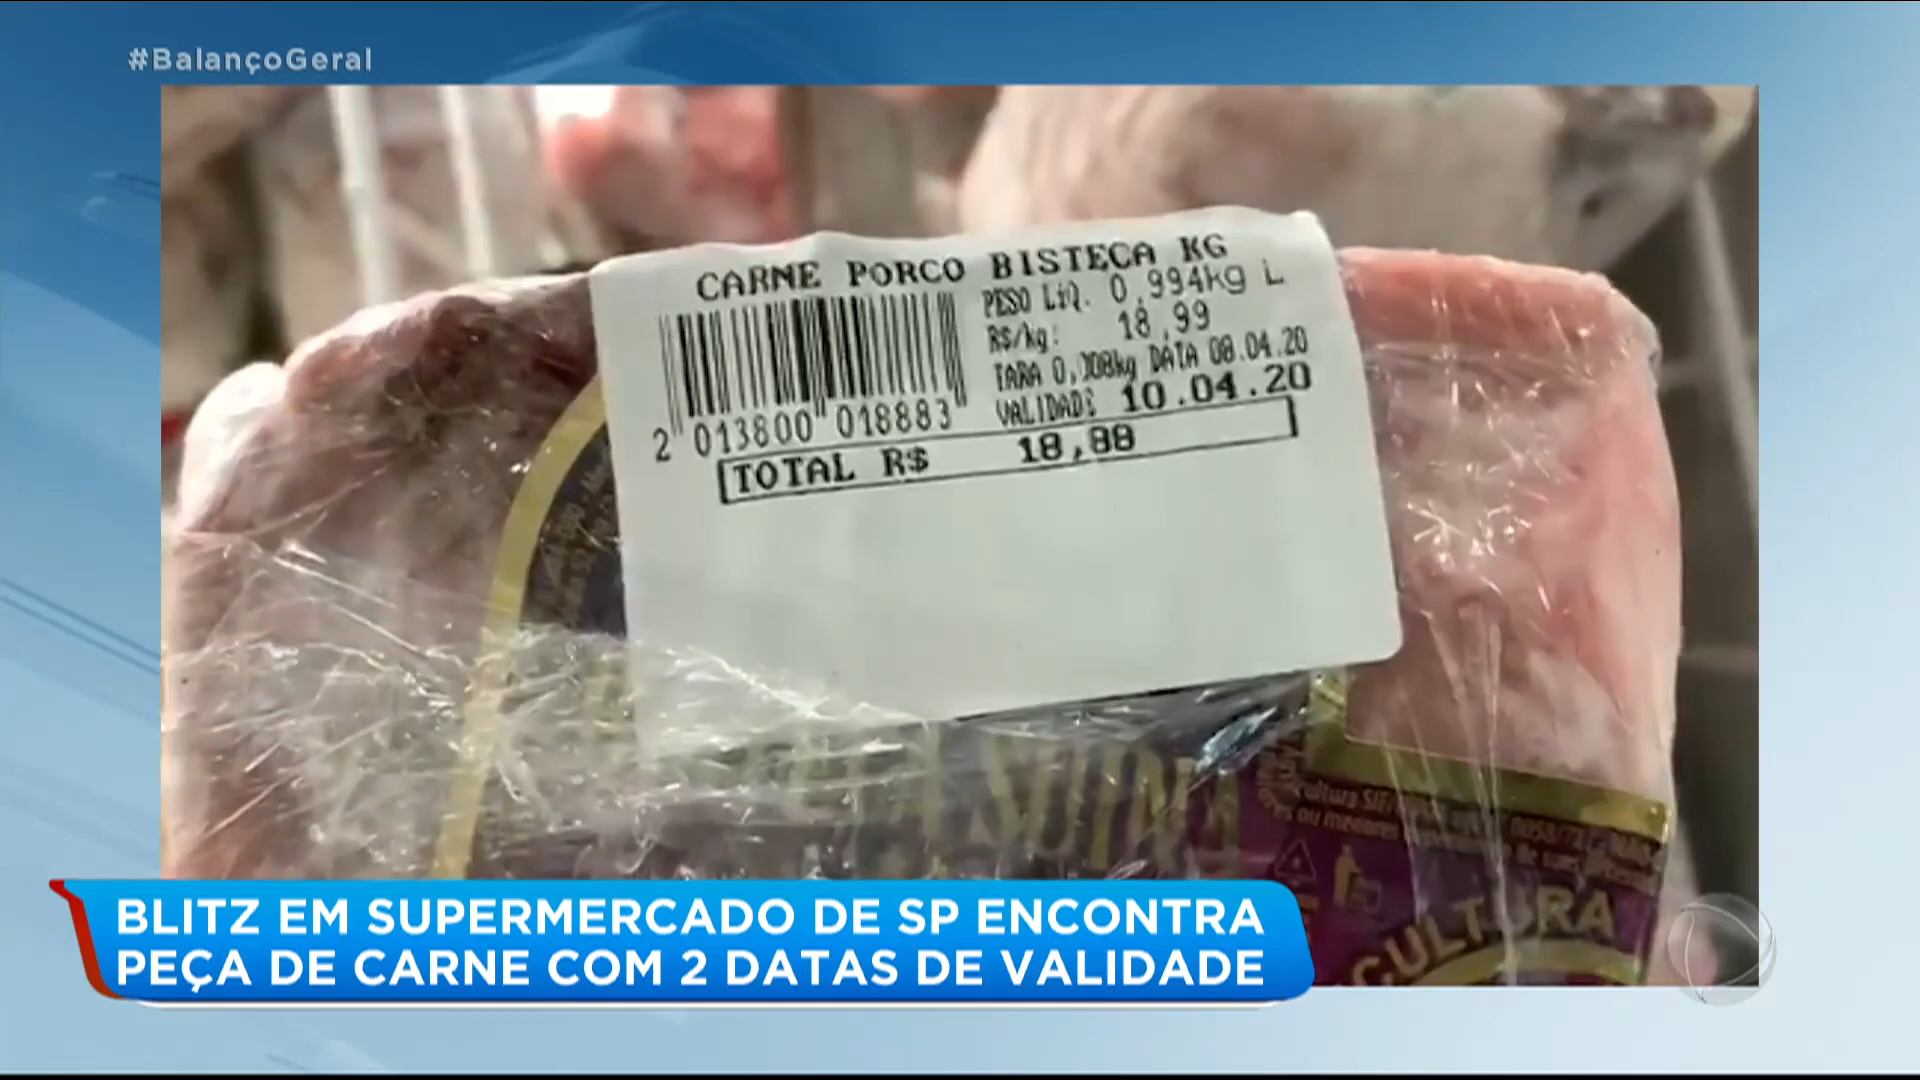 #BalançoGeral
CARNE PORCO BISTECA KG
PESO LíQ. 0,994kg L
R$/kg: 18,99
TARA 0,008kg DATA 08.04.20
VALIDADE 10.04.20
2 013800 018883
TOTAL R$ 18,88
CULTURA
BLITZ EM SUPERMERCADO DE SP ENCONTRA
PEÇA DE CARNE COM 2 DATAS DE VALIDADE